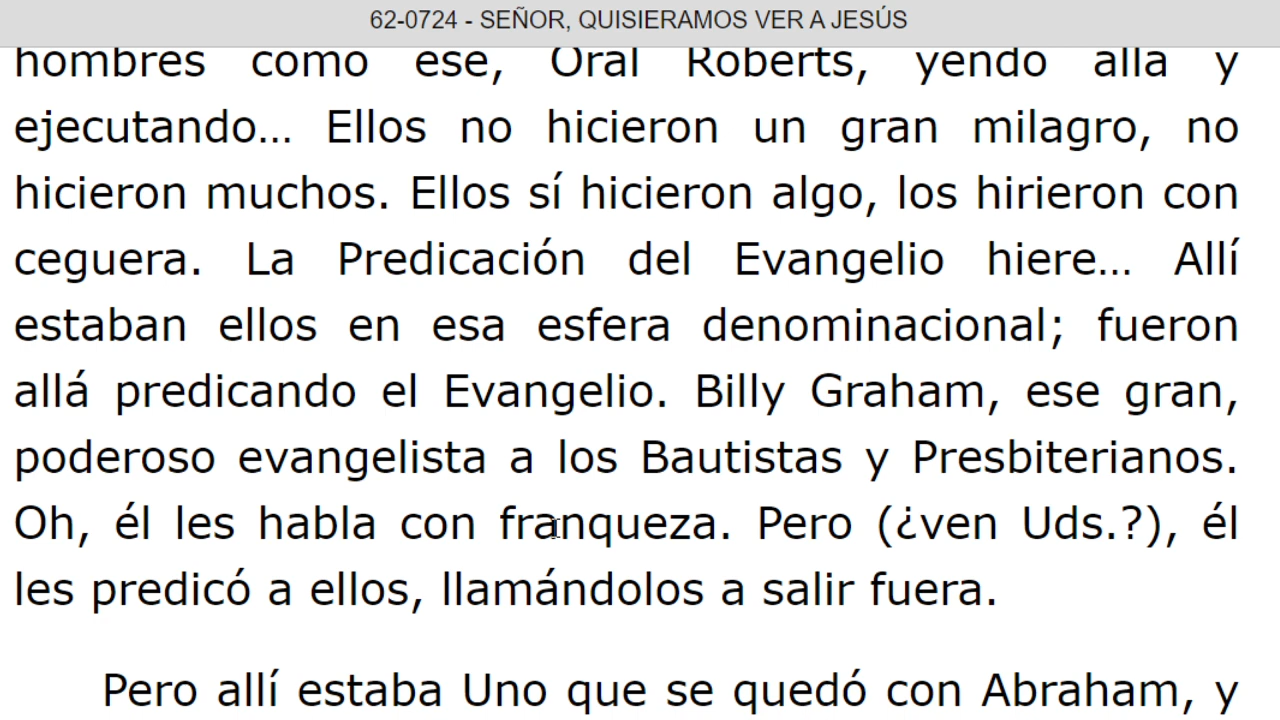 62-0724 - SEÑOR, QUISIERAMOS VER A JESÚS
hombres como ese, Oral Roberts, yendo allá y
ejecutando... Ellos no hicieron un gran milagro, no
hicieron muchos. Ellos sí hicieron algo, los hirieron con
ceguera. La Predicación del Evangelio hiere... Allí
estaban ellos en esa esfera denominacional; fueron
allá predicando el Evangelio. Billy Graham, ese gran,
poderoso evangelista a los Bautistas y Presbiterianos.
Oh, él les habla con franqueza. Pero (¿ven Uds.?), él
les predicó a ellos, llamándolos a salir fuera.
Pero allí estaba Uno que se quedó con Abraham, y